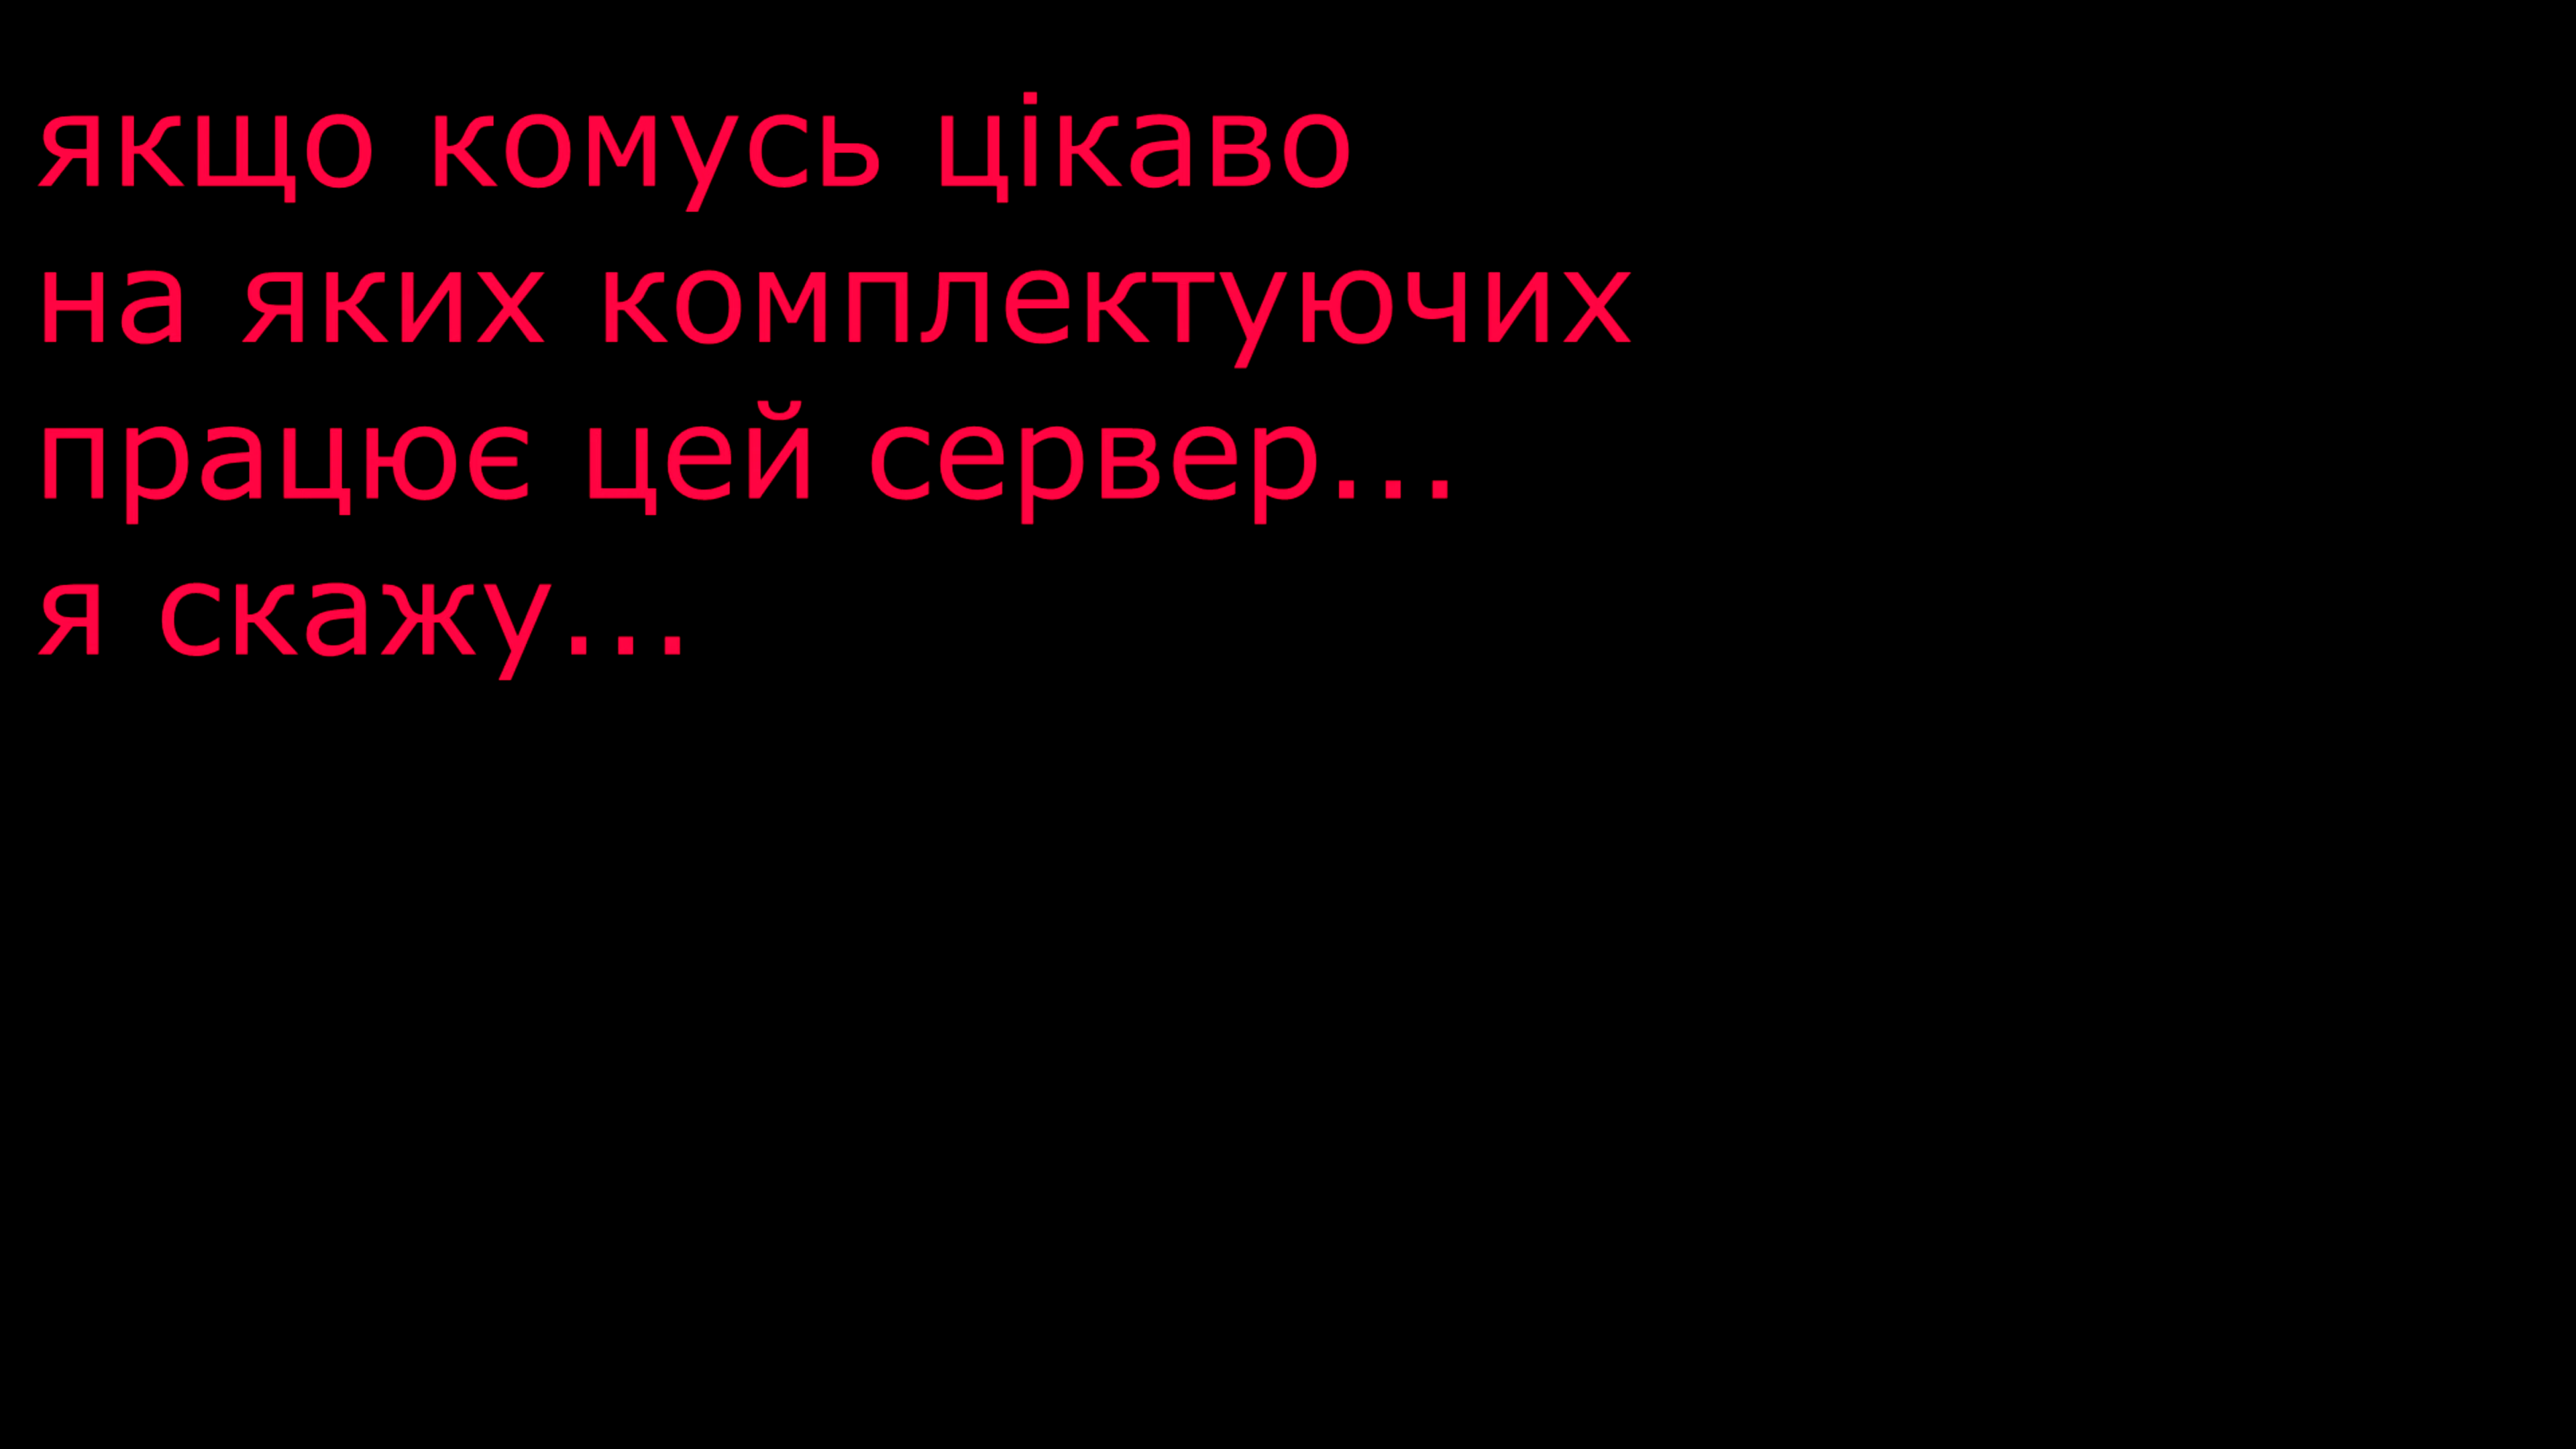 якщо комусь цікаво
на яких комплектуючих
працює цей сервер...
я скажу...